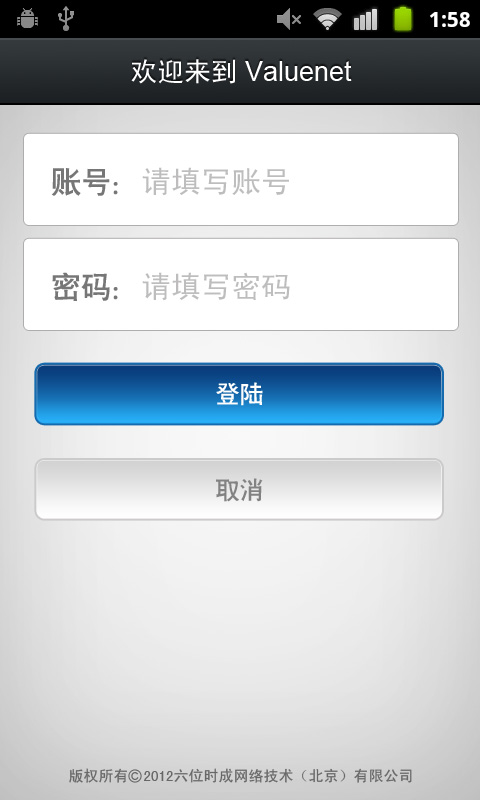 1:58
欢迎来到 Valuenet
账号: 请填写账号
密码: 请填写密码
登陆
取消
版权所有©2012六位时成网络技术（北京）有限公司